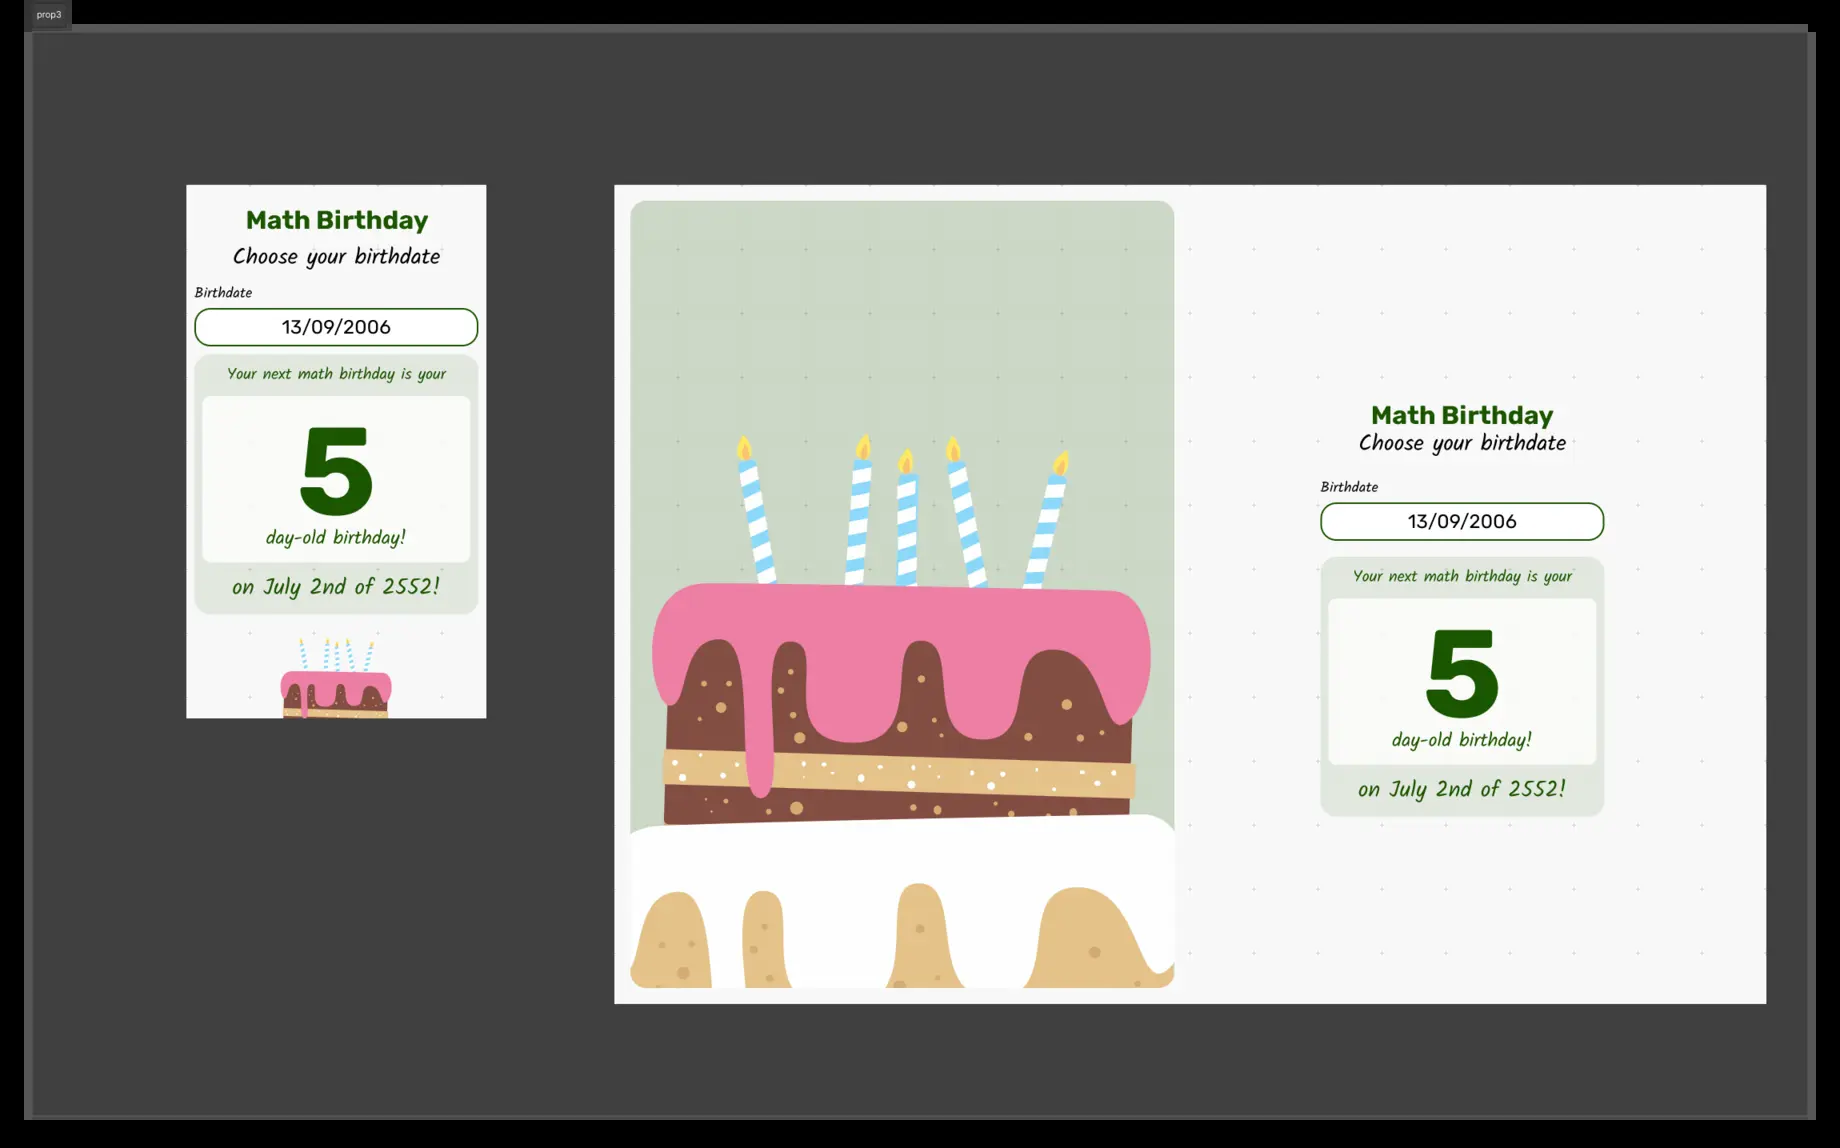 prop3
Math Birthday
Choose your birthdate
Birthdate
13/09/2006
Your next math birthday is your
5
day-old birthday!
on July 2nd of 2552!
Math Birthday
Choose your birthdate
Birthdate
13/09/2006
Your next math birthday is your
5
day-old birthday!
on July 2nd of 2552!